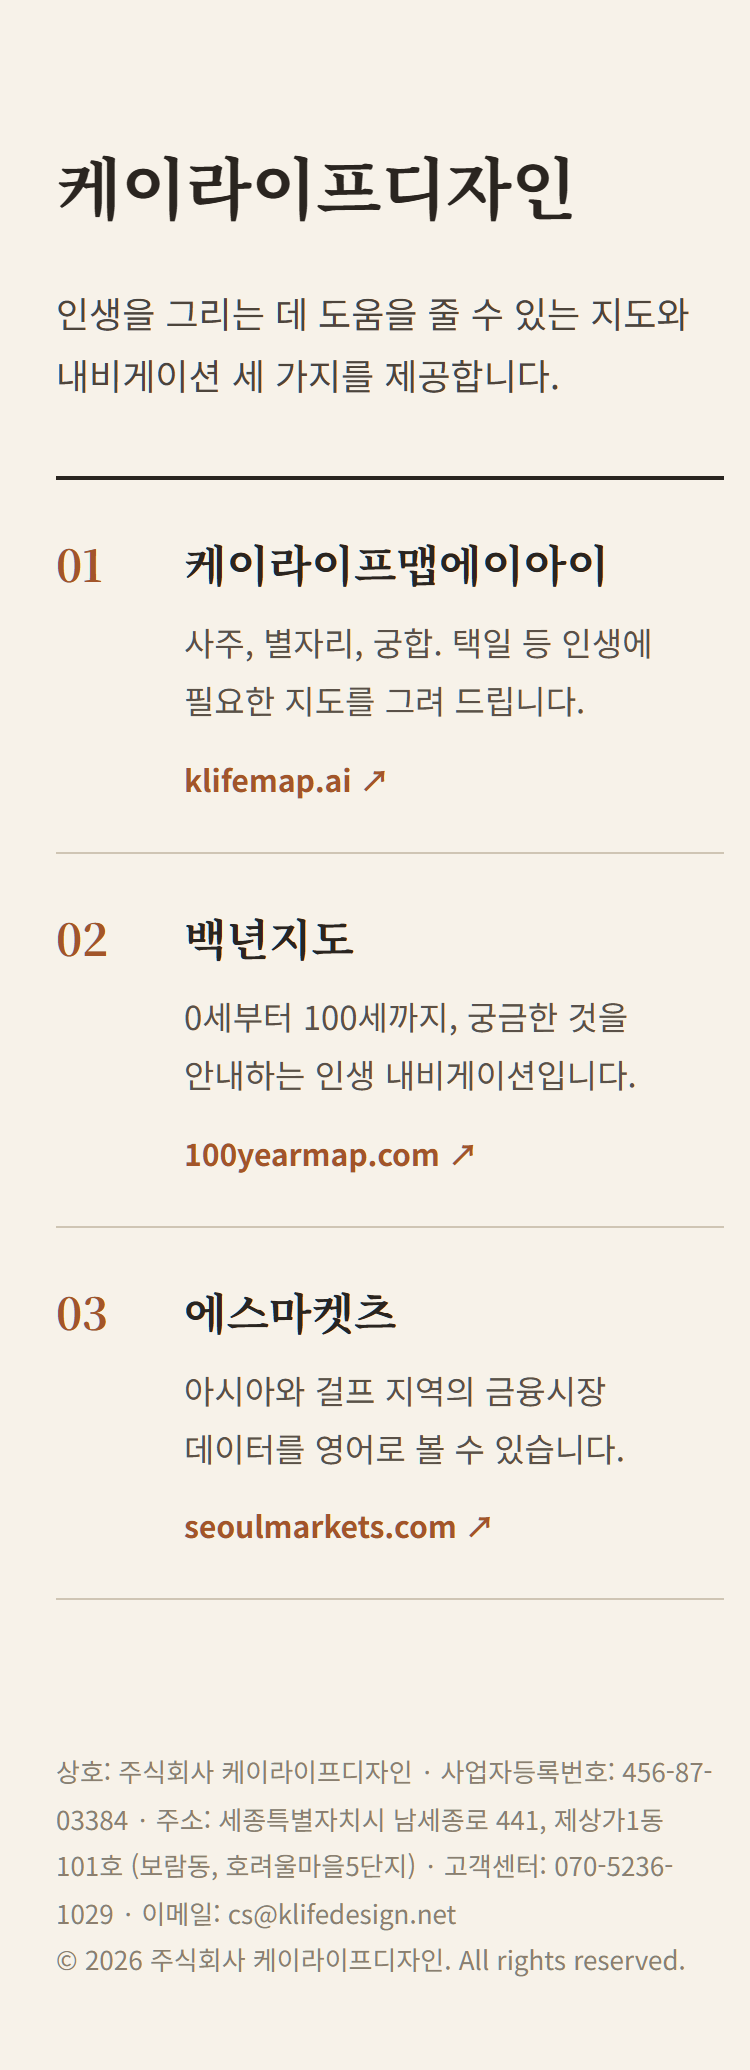 케이라이프디자인
인생을 그리는 데 도움을 줄 수 있는 지도와
내비게이션 세 가지를 제공합니다.
01 케이라이프맵에이아이
사주, 별자리, 궁합. 택일 등 인생에
필요한 지도를 그려 드립니다.
klifemap.ai ↗
02 백년지도
0세부터 100세까지, 궁금한 것을
안내하는 인생 내비게이션입니다.
100yearmap.com ↗
03 에스마켓츠
아시아와 걸프 지역의 금융시장
데이터를 영어로 볼 수 있습니다.
seoulmarkets.com ↗
상호: 주식회사 케이라이프디자인 · 사업자등록번호: 456-87-
03384 · 주소: 세종특별자치시 남세종로 441, 제상가1동
101호 (보람동, 호려울마을5단지) · 고객센터: 070-5236-
1029 · 이메일: cs@klifedesign.net
© 2026 주식회사 케이라이프디자인. All rights reserved.